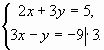 2x + 3y = 5,
3x − y = −9| 3